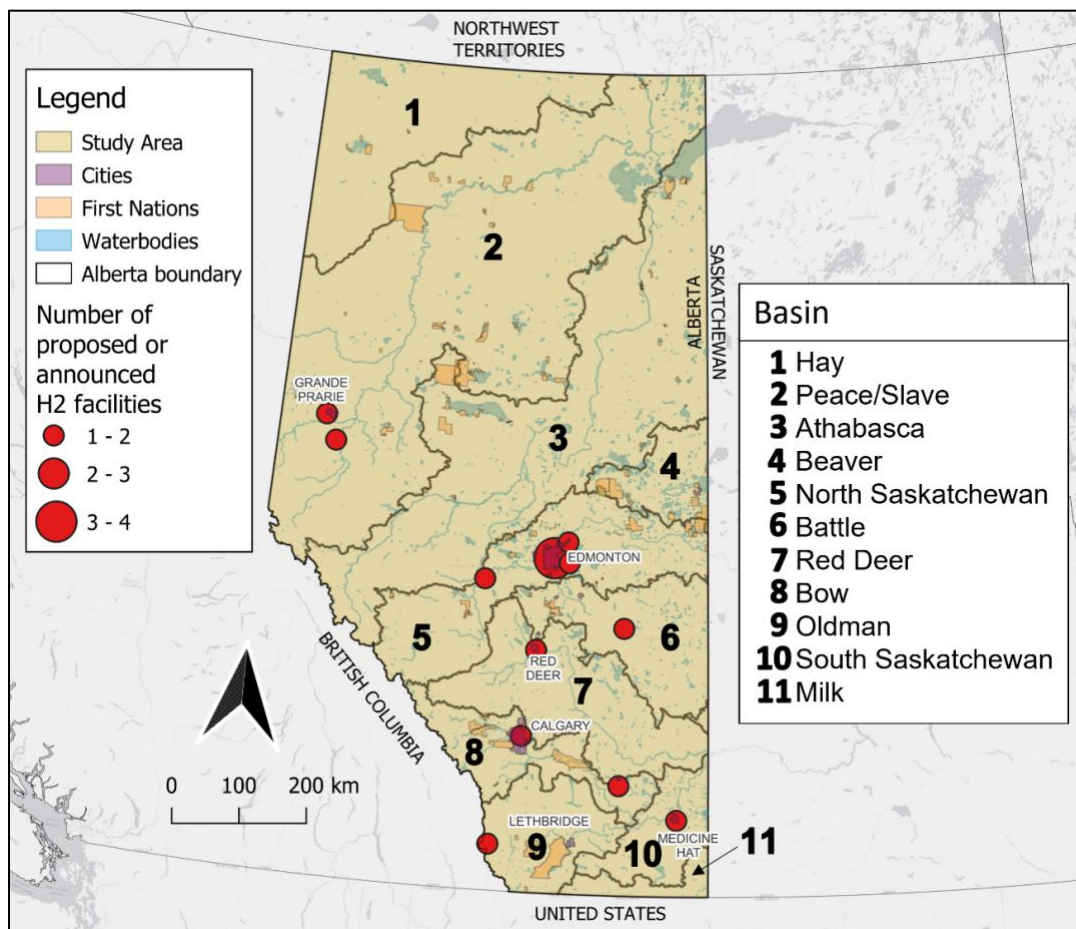 NORTHWEST
TERRITORIES
Legend
Study Area
Cities
First Nations
Waterbodies
Alberta boundary
Number of
proposed or
announced
H2 facilities
1 - 2
2 - 3
3 - 4
1
2
3
4
5
6
7
8
9
10
11
GRANDE
PRARIE
EDMONTON
RED
DEER
CALGARY
LETHBRIDGE
MEDICINE
HAT
ALBERTA
SASKATCHEWAN
BRITISH COLUMBIA
UNITED STATES
0 100 200 km
Basin
1 Hay
2 Peace/Slave
3 Athabasca
4 Beaver
5 North Saskatchewan
6 Battle
7 Red Deer
8 Bow
9 Oldman
10 South Saskatchewan
11 Milk